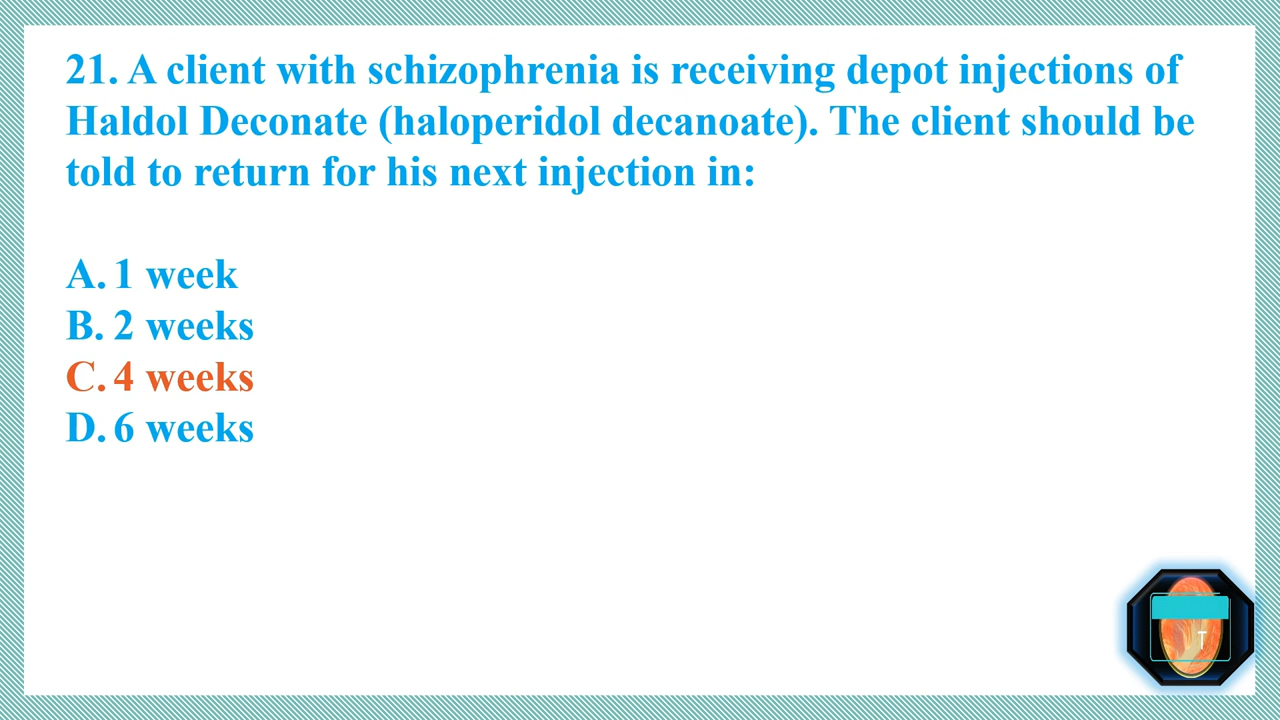 21. A client with schizophrenia is receiving depot injections of
Haldol Deconate (haloperidol decanoate). The client should be
told to return for his next injection in:
A. 1 week
B. 2 weeks
C. 4 weeks
D. 6 weeks
T